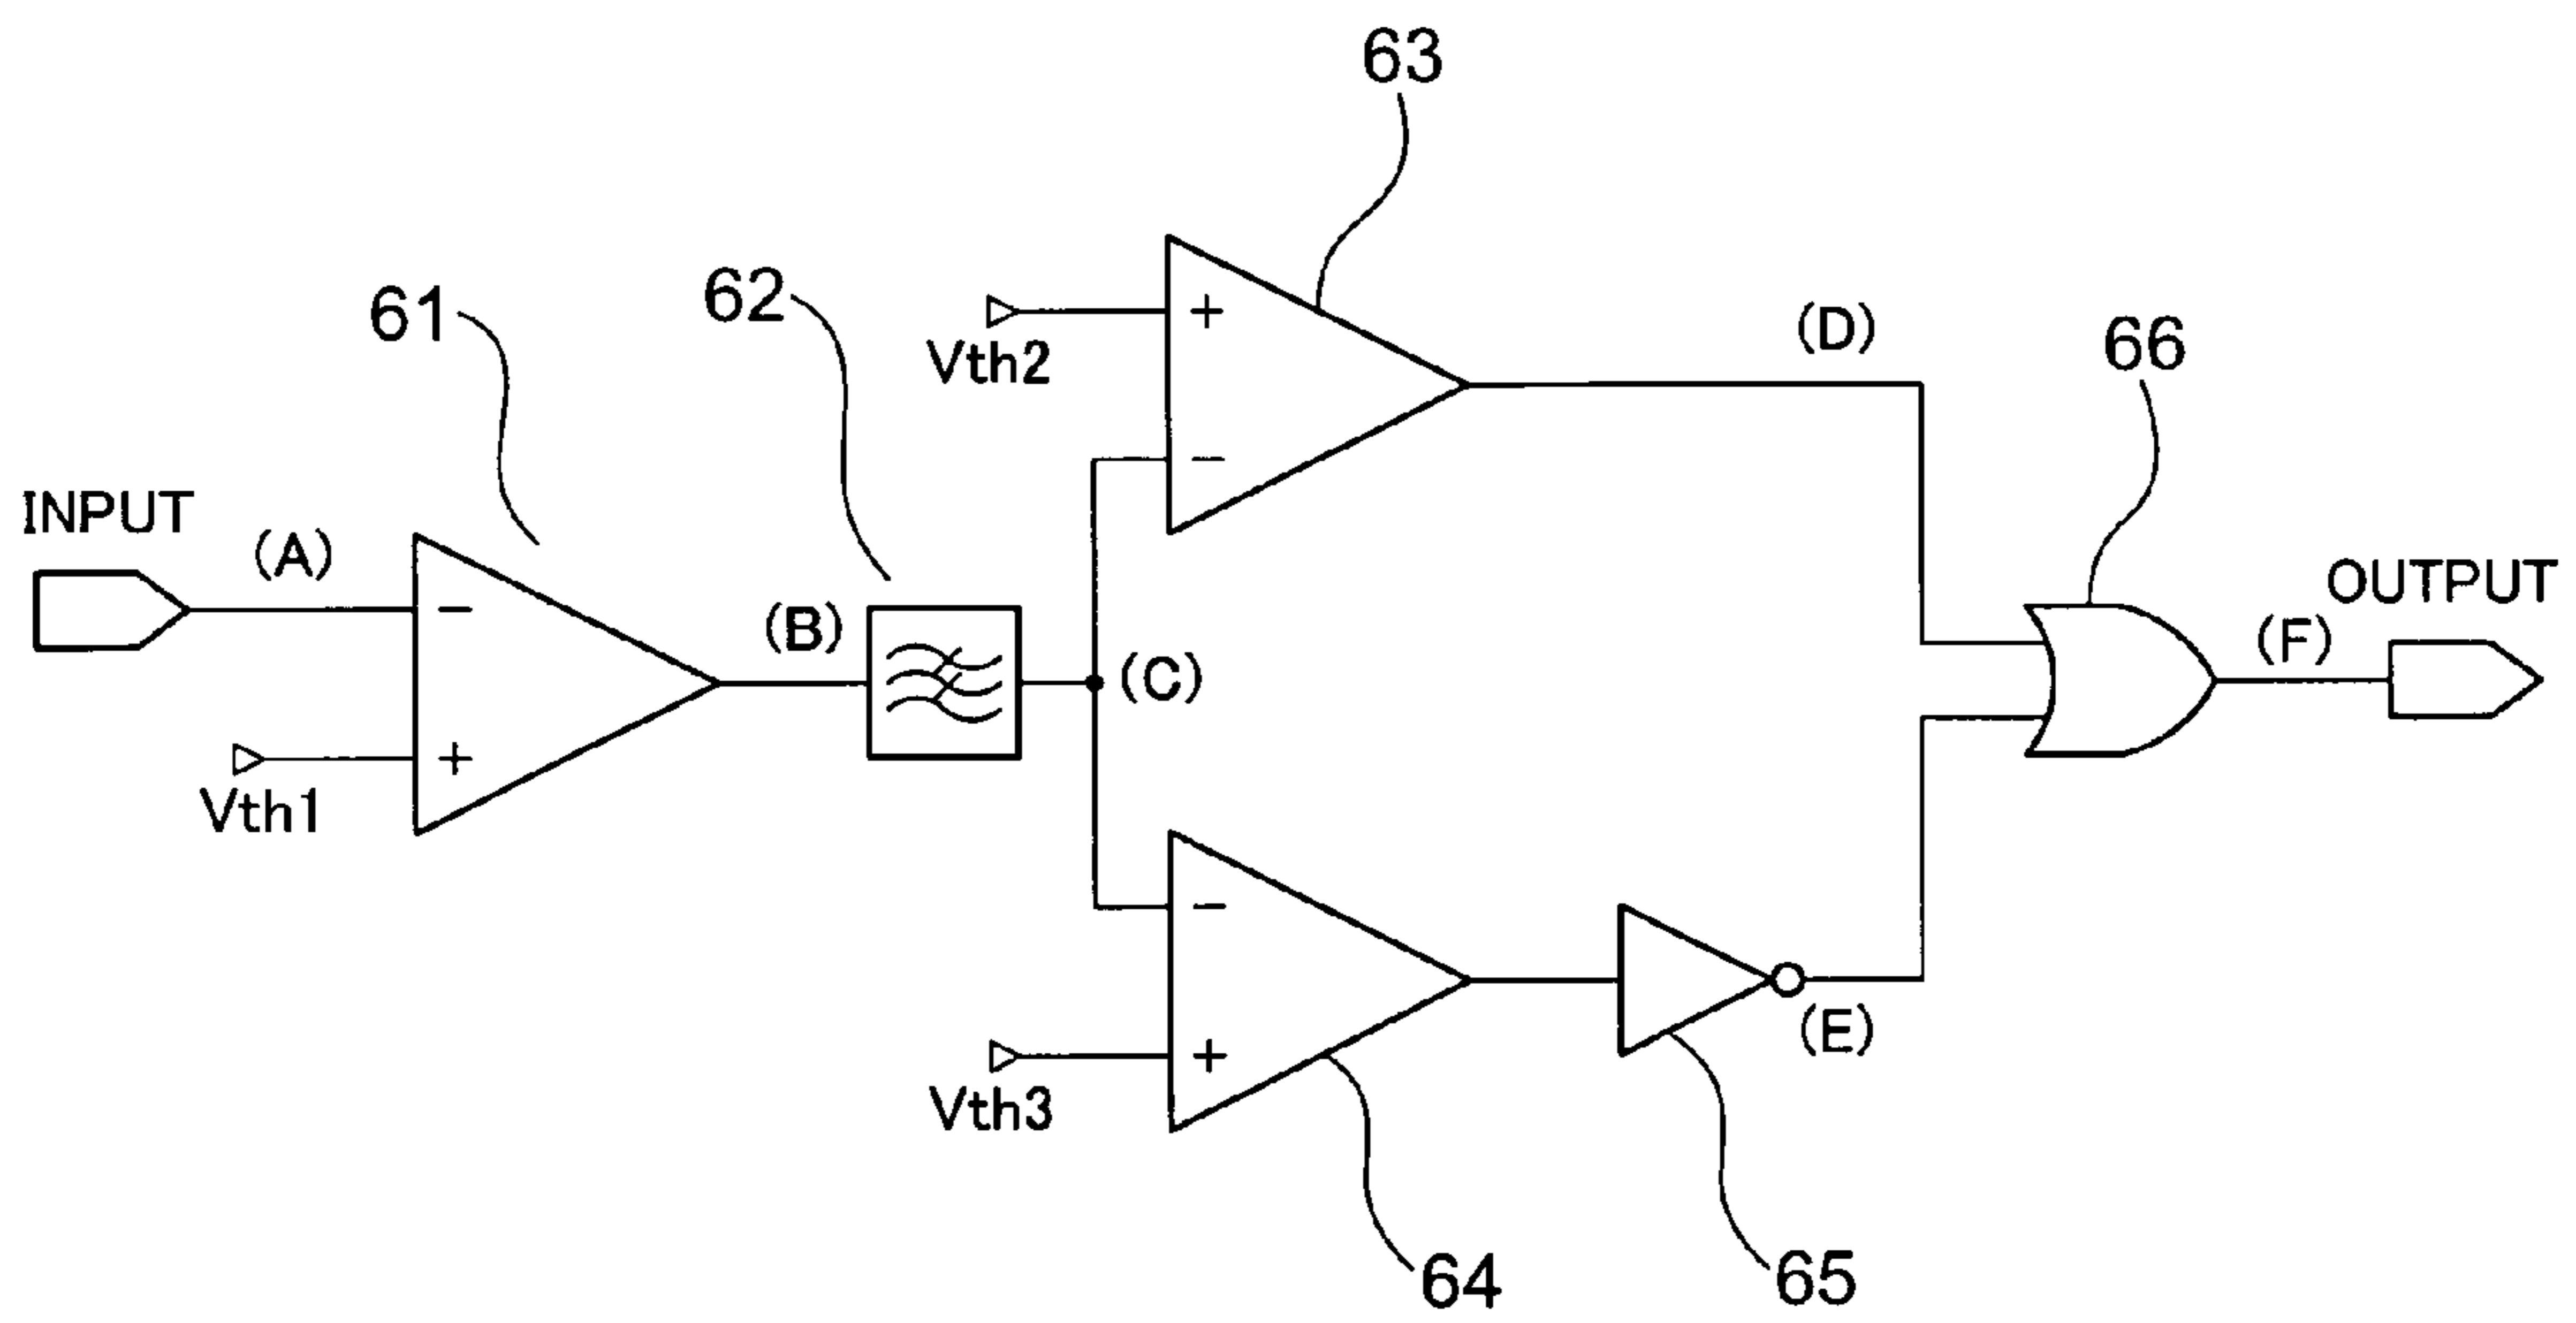 63
61
62
+
Vth2
(D)
66
−
INPUT
(A)
OUTPUT
−
(B)
(C)
(F)
+
Vth1
−
+
Vth3
(E)
64
65